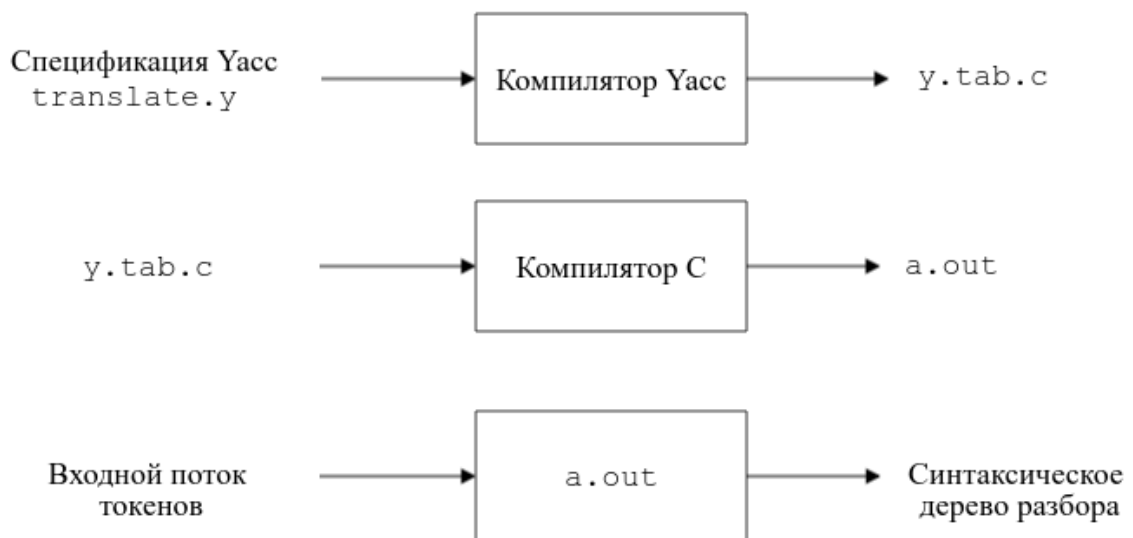 Спецификация Yacc
translate.y
Компилятор Yacc
y.tab.c
y.tab.c
Компилятор C
a.out
Входной поток
токенов
a.out
Синтаксическое
дерево разбора